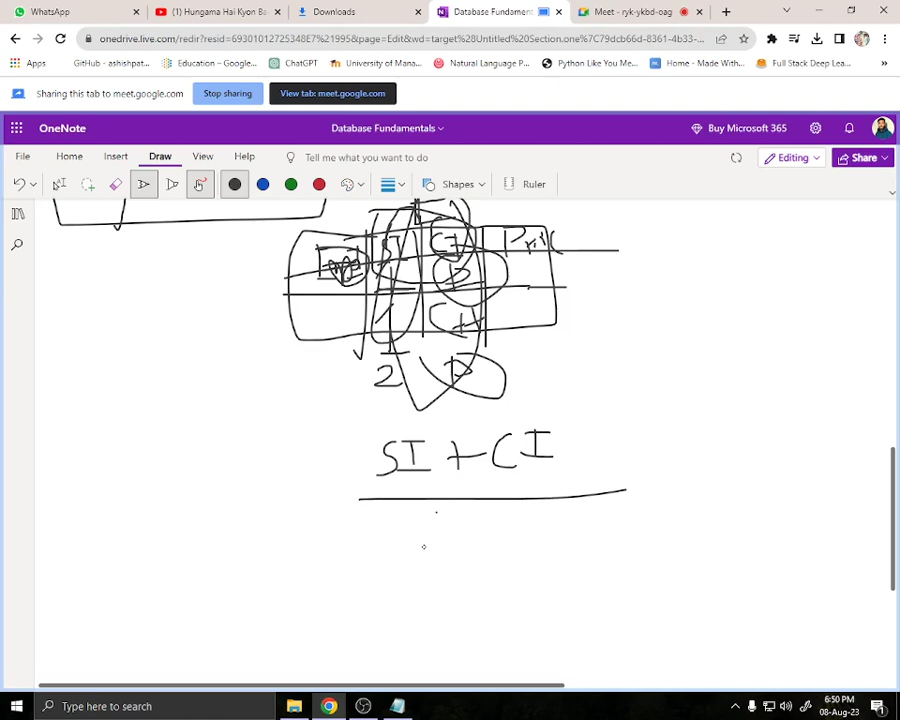 WhatsApp
(1) Hungama Hai Kyon Ba
Downloads
Database Fundament
Meet - ryk-ykbd-oag
onedrive.live.com/redir?resid=69301012725348E7%21995&page=Edit&wd=target%28Untitled%20Section.one%7C79dcb66d-8361-4b33-...
Apps
GitHub - ashishpat...
Education – Google...
ChatGPT
University of Mana...
Natural Language P...
Python Like You Me...
Home - Made With...
Full Stack Deep Lea...
Sharing this tab to meet.google.com
Stop sharing
View tab: meet.google.com
OneNote
Database Fundamentals
Buy Microsoft 365
File
Home
Insert
Draw
View
Help
Tell me what you want to do
Editing
Share
Shapes
Ruler
SI
CI
P
1
2
P
SI + CI
Type here to search
6:50 PM
08-Aug-23